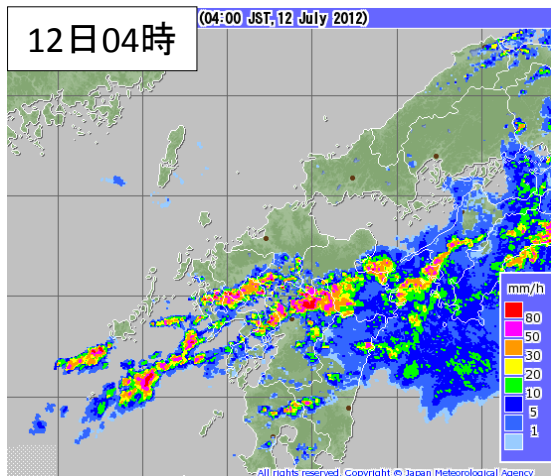 12日04時
(04:00 JST, 12 July 2012)
mm/h
80
50
30
20
10
5
1
All rights reserved. Copyright © Japan Meteorological Agency